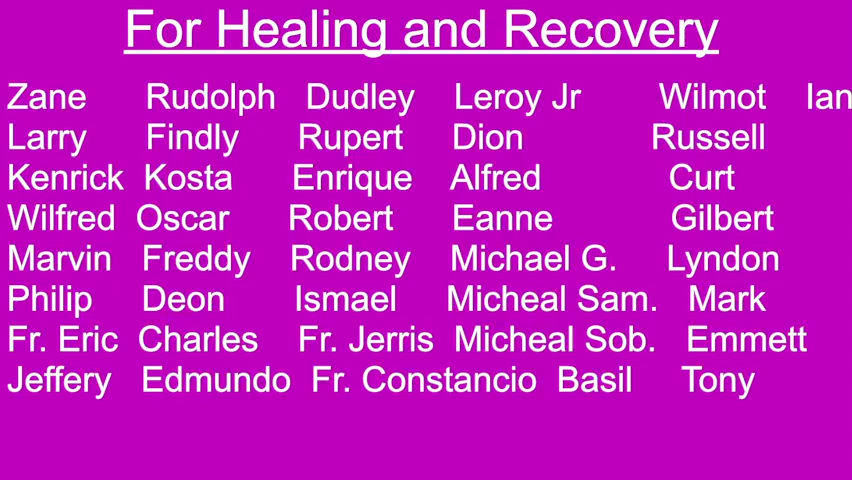 For Healing and Recovery
Zane Rudolph Dudley Leroy Jr Wilmot Ian
Larry Findly Rupert Dion Russell
Kenrick Kosta Enrique Alfred Curt
Wilfred Oscar Robert Eanne Gilbert
Marvin Freddy Rodney Michael G. Lyndon
Philip Deon Ismael Micheal Sam. Mark
Fr. Eric Charles Fr. Jerris Micheal Sob. Emmett
Jeffery Edmundo Fr. Constancio Basil Tony